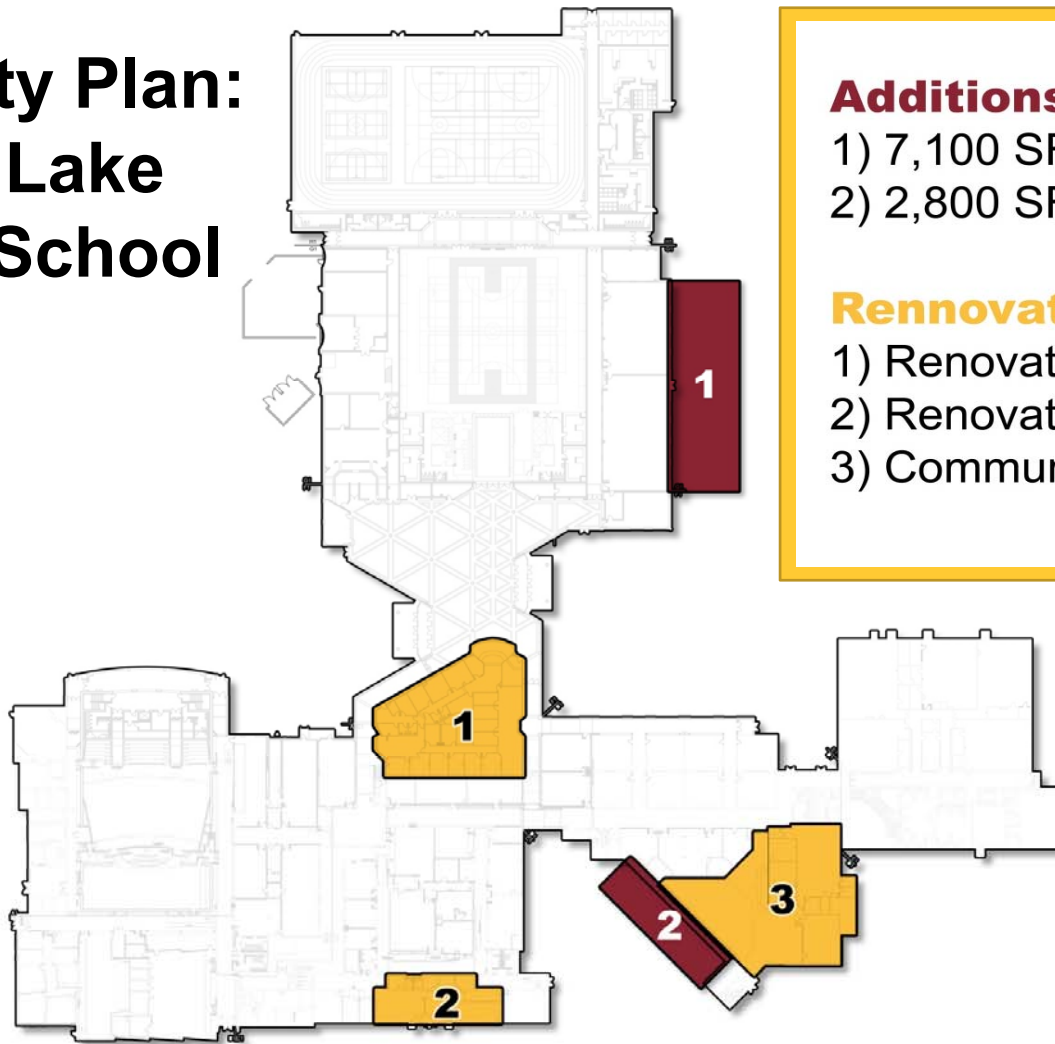 ty Plan:
Lake
School
Additions
1) 7,100 SF
2) 2,800 SF
Rennovat
1) Renovat
2) Renovat
3) Commun
1
1
3
2
2